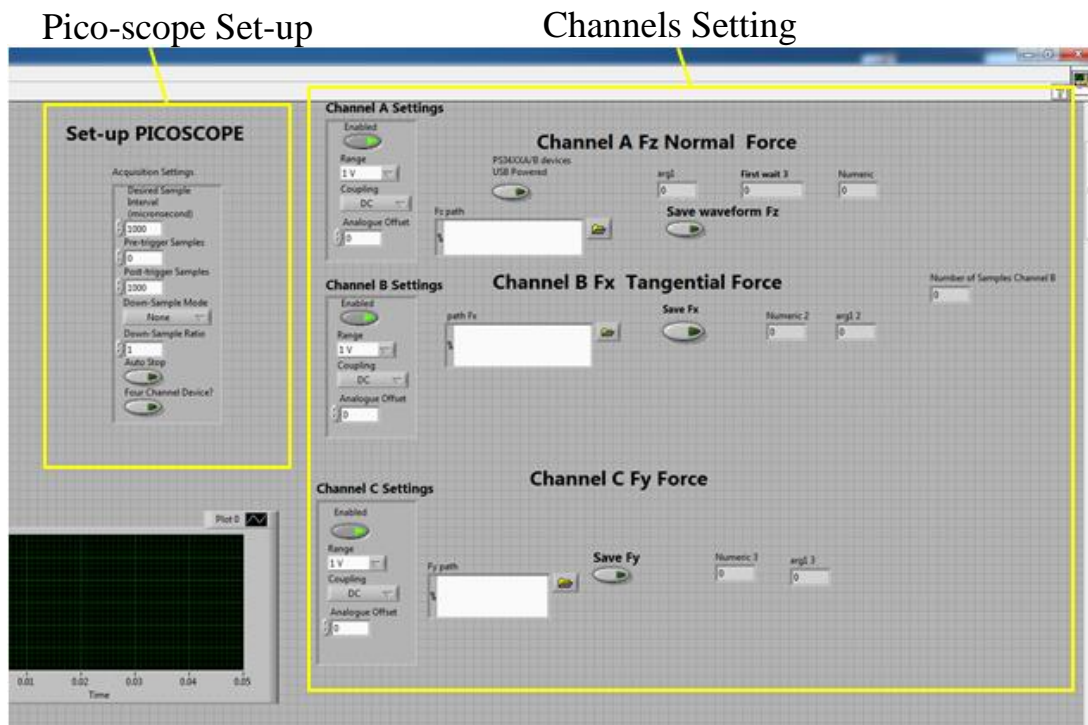 Pico-scope Set-up
Channels Setting
Set-up PICOSCOPE
Acquisition Settings
Desired Sample
Interval
(micronsecond)
1000
Pre-trigger Samples
0
Post-trigger Samples
1000
Down-Sample Mode
None
Down-Sample Ratio
1
Auto Stop
Four Channel Device?
Channel A Settings
Enabled
Range
1 V
Coupling
DC
Analogue Offset
0
Channel A Fz Normal Force
PS34XXA/B devices
USB Powered
arg1
0
First wait 3
0
Numeric
0
Fz path
Save waveform Fz
Channel B Settings
Enabled
Range
1 V
Coupling
DC
Analogue Offset
0
Channel B Fx Tangential Force
Number of Samples Channel B
0
path Fx
Save Fx
Numeric 2
0
arg1 2
0
Channel C Settings
Enabled
Range
1 V
Coupling
DC
Analogue Offset
0
Channel C Fy Force
Fy path
Save Fy
Numeric 3
0
arg1 3
0
Plot 0
0.01 0.02 0.03 0.04 0.05
Time